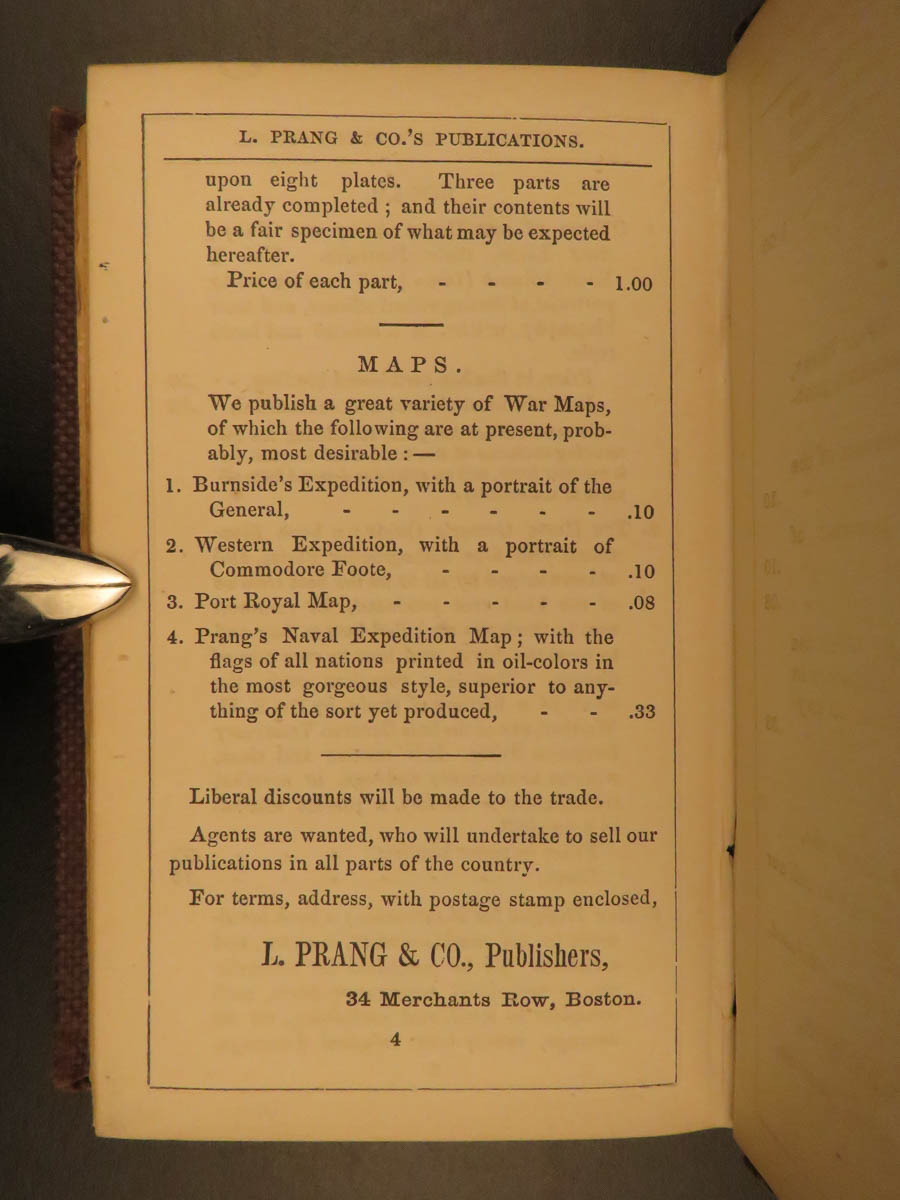 L. PRANG & CO.'S PUBLICATIONS.
upon eight plates. Three parts are
already completed ; and their contents will
be a fair specimen of what may be expected
hereafter.
Price of each part, - - - - 1.00
MAPS.
We publish a great variety of War Maps,
of which the following are at present, prob-
ably, most desirable : —
1. Burnside's Expedition, with a portrait of the
General, - - - - - - .10
2. Western Expedition, with a portrait of
Commodore Foote, - - - - .10
3. Port Royal Map, - - - - - .08
4. Prang's Naval Expedition Map ; with the
flags of all nations printed in oil-colors in
the most gorgeous style, superior to any-
thing of the sort yet produced, - - .33
Liberal discounts will be made to the trade.
Agents are wanted, who will undertake to sell our
publications in all parts of the country.
For terms, address, with postage stamp enclosed,
L. PRANG & CO., Publishers,
34 Merchants Row, Boston.
4